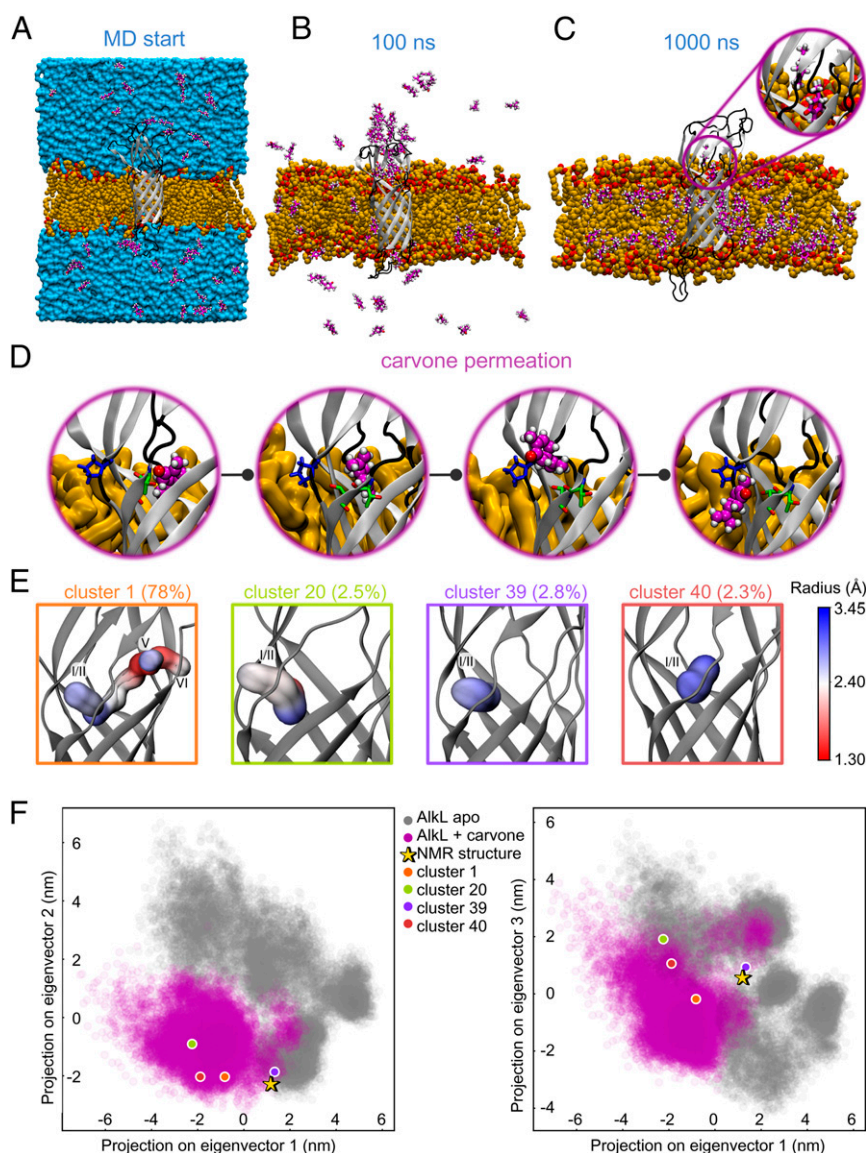 A
MD start
B
100 ns
C
1000 ns
D
carvone permeation
E
cluster 1 (78%)
cluster 20 (2.5%)
cluster 39 (2.8%)
cluster 40 (2.3%)
Radius (Å)
3.45
2.40
1.30
I/II
V
VI
I/II
I/II
I/II
F
6
4
2
0
-2
-6
-4
-2
0
2
4
6
Projection on eigenvector 2 (nm)
Projection on eigenvector 1 (nm)
AlkL apo
AlkL + carvone
NMR structure
cluster 1
cluster 20
cluster 39
cluster 40
6
4
2
0
-2
-4
-6
-4
-2
0
2
4
6
Projection on eigenvector 3 (nm)
Projection on eigenvector 1 (nm)